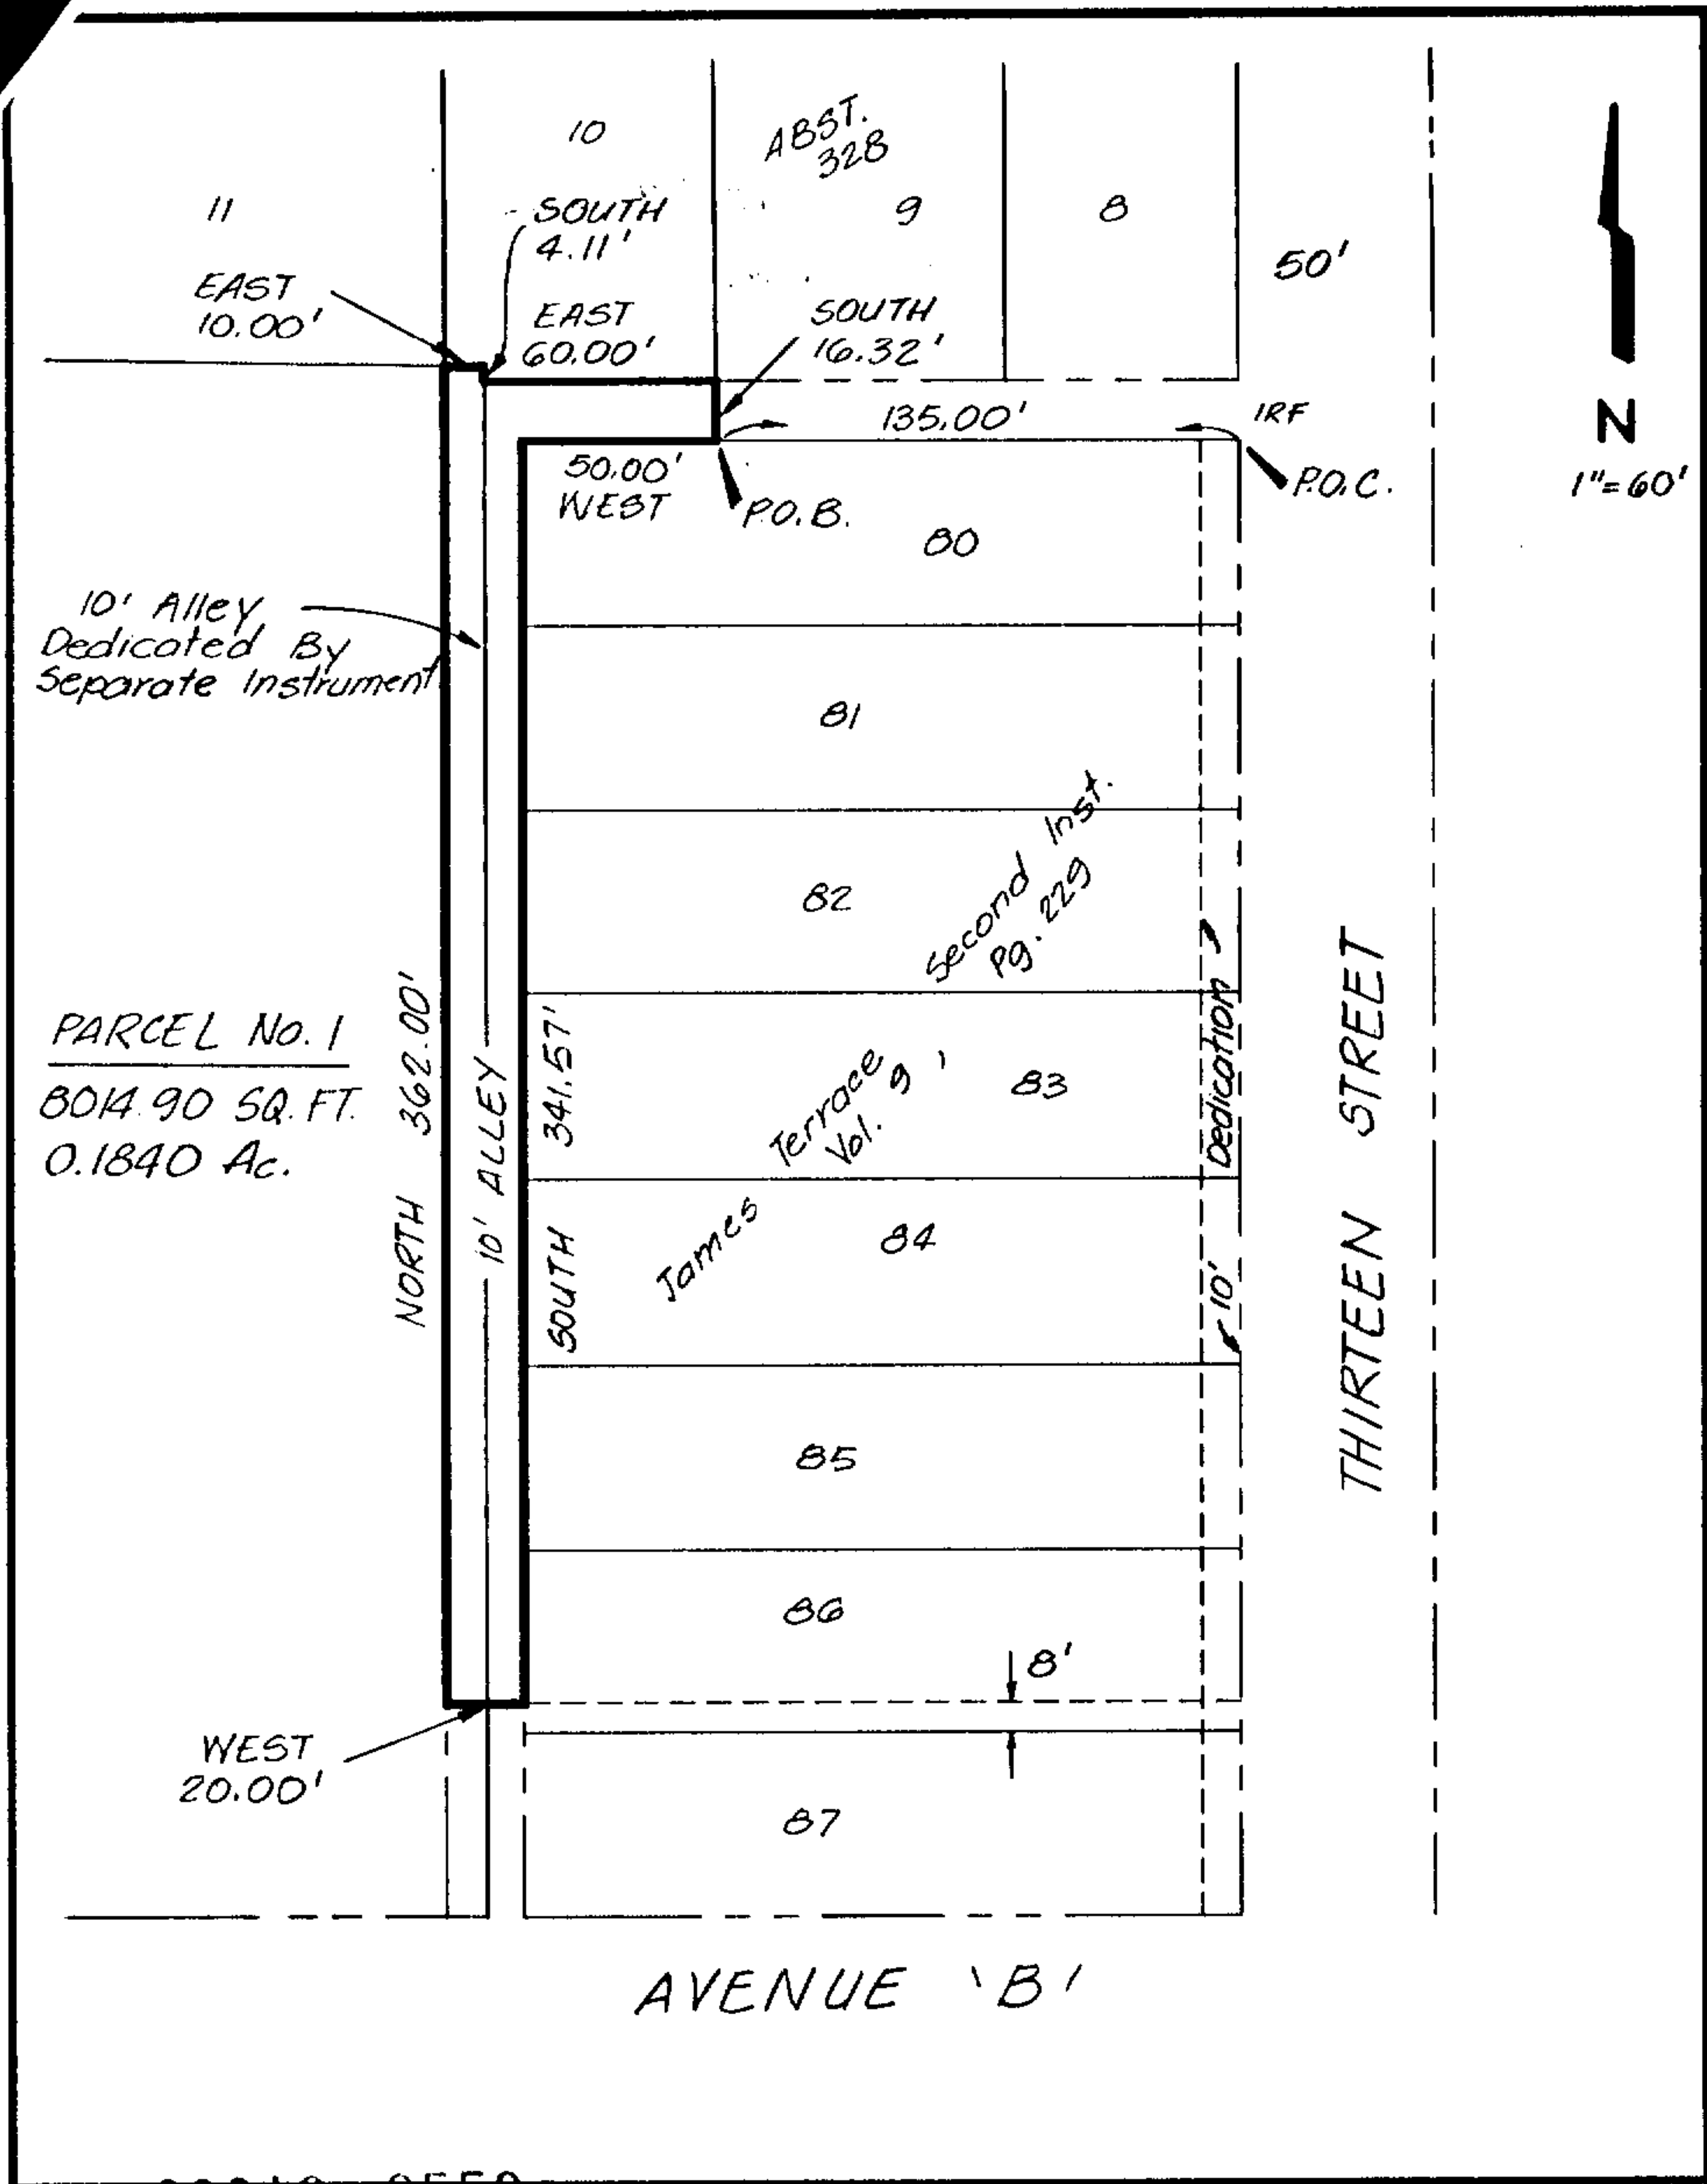 10
ABST.
328
11
SOUTH
4.11'
9
8
50'
EAST
10.00'
EAST
60.00'
SOUTH
16.32'
135.00'
IRF
N
1"=60'
50.00'
WEST
P.O.B.
P.O.C.
80
10' Alley
Dedicated By
Separate Instrument
81
82
Second Inst.
Pg. 229
PARCEL No. 1
8014.90 SQ. FT.
0.1840 Ac.
NORTH 362.00'
10' ALLEY
SOUTH 341.57'
James Terrace
Vol. 9,
83
10' Dedication
THIRTEEN STREET
84
85
86
8'
WEST
20.00'
87
AVENUE 'B'